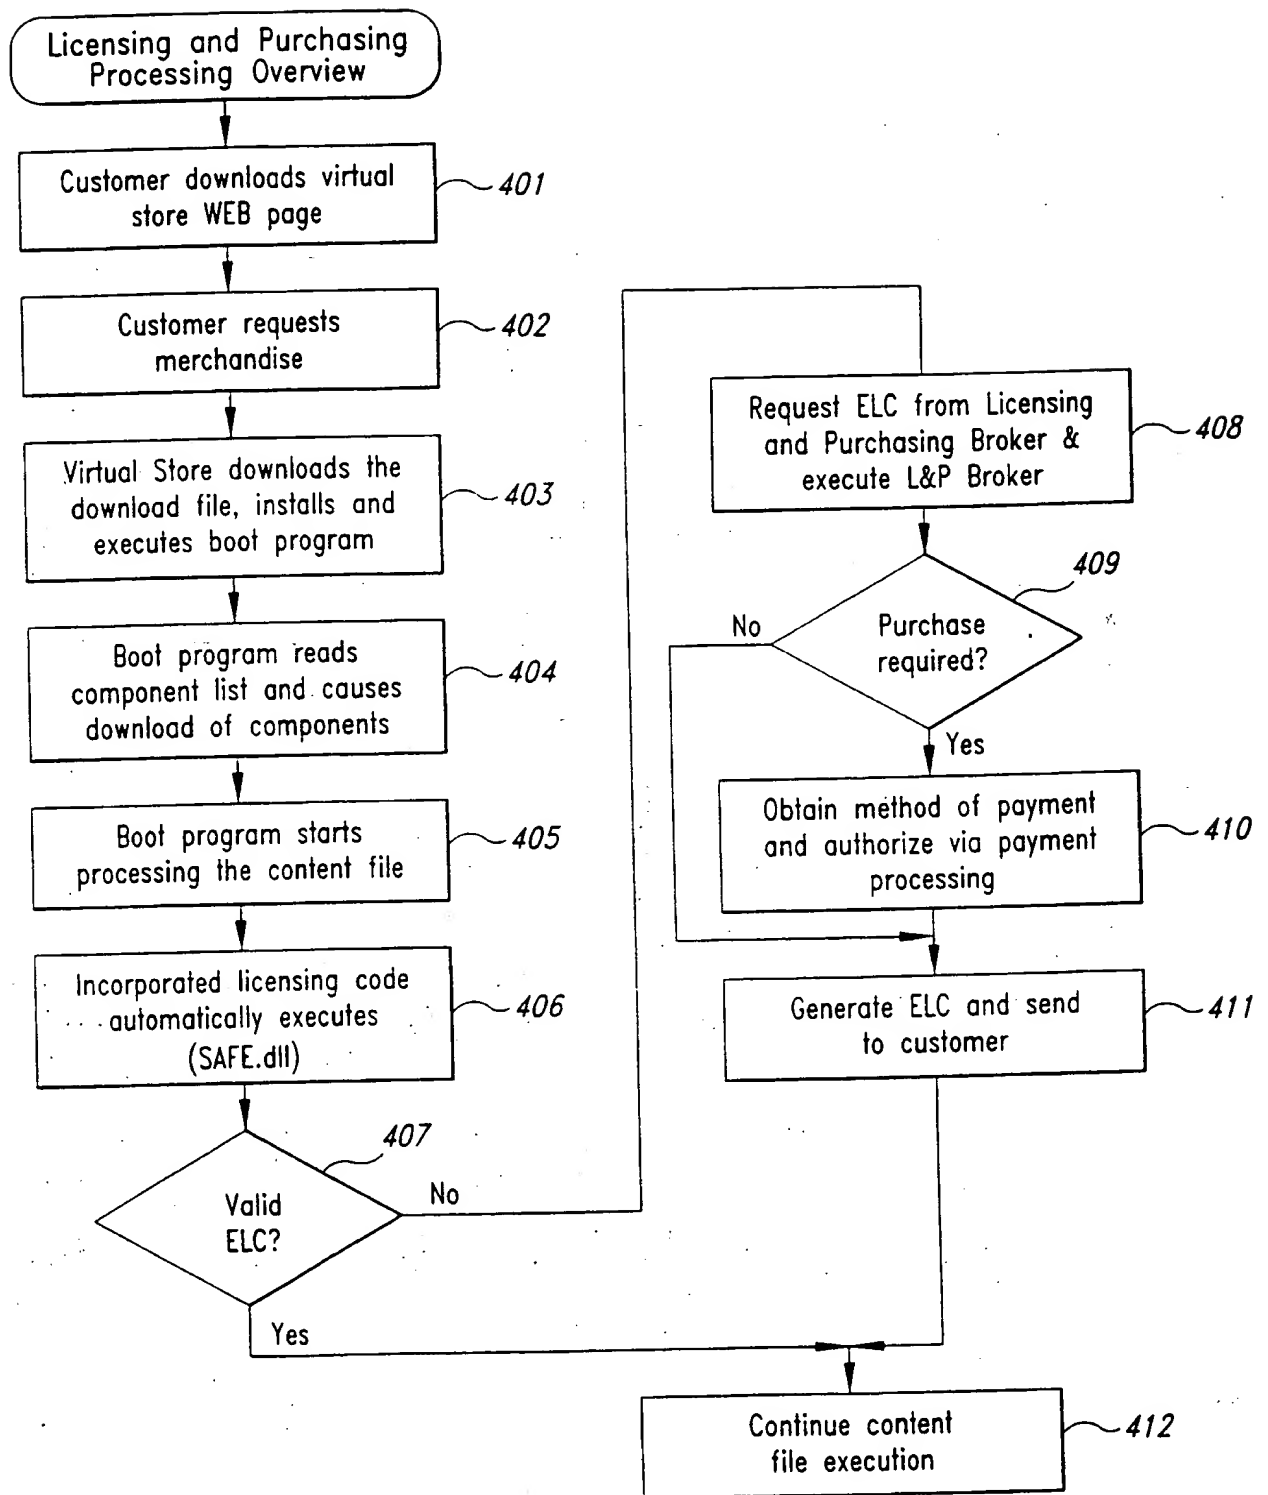 Licensing and Purchasing
Processing Overview
Customer downloads virtual
store WEB page
401
Customer requests
merchandise
402
Virtual Store downloads the
download file, installs and
executes boot program
403
Boot program reads
component list and causes
download of components
404
Boot program starts
processing the content file
405
Incorporated licensing code
automatically executes
(SAFE.dll)
406
407
Valid
ELC?
No
Yes
Request ELC from Licensing
and Purchasing Broker &
execute L&P Broker
408
409
Purchase
required?
No
Yes
Obtain method of payment
and authorize via payment
processing
410
Generate ELC and send
to customer
411
Continue content
file execution
412